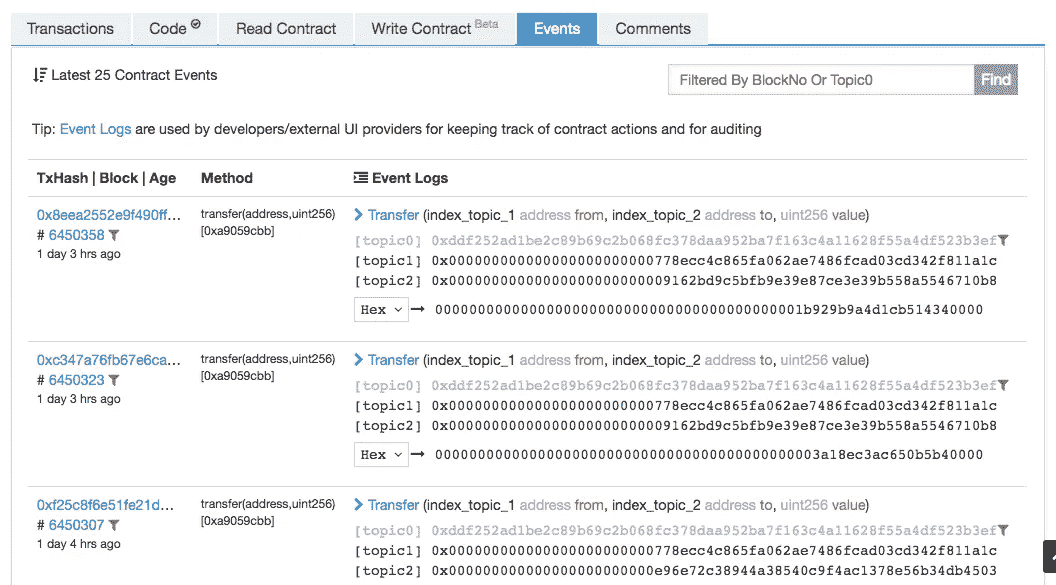 Transactions Code Read Contract Write Contract Beta Events Comments
Latest 25 Contract Events
Filtered By BlockNo Or Topic0 Find
Tip: Event Logs are used by developers/external UI providers for keeping track of contract actions and for auditing
TxHash | Block | Age Method Event Logs
0x8eea2552e9f490ff... transfer(address,uint256) Transfer (index_topic_1 address from, index_topic_2 address to, uint256 value)
# 6450358 [0xa9059cbb] [topic0] 0xddf252ad1be2c89b69c2b068fc378daa952ba7f163c4a11628f55a4df523b3ef
1 day 3 hrs ago [topic1] 0x000000000000000000000000778ecc4c865fa062ae7486fcad03cd342f811a1c
[topic2] 0x0000000000000000000000009162bd9c5bfb9e39e87ce3e39b558a5546710b8
Hex 000000000000000000000000000000000000000000001b929b9a4d1cb514340000
0xc347a76fb67e6ca... transfer(address,uint256) Transfer (index_topic_1 address from, index_topic_2 address to, uint256 value)
# 6450323 [0xa9059cbb] [topic0] 0xddf252ad1be2c89b69c2b068fc378daa952ba7f163c4a11628f55a4df523b3ef
1 day 3 hrs ago [topic1] 0x000000000000000000000000778ecc4c865fa062ae7486fcad03cd342f811a1c
[topic2] 0x0000000000000000000000009162bd9c5bfb9e39e87ce3e39b558a5546710b8
Hex 0000000000000000000000000000000000000000000003a18ec3ac650b5b40000
0xf25c8f6e51fe21d... transfer(address,uint256) Transfer (index_topic_1 address from, index_topic_2 address to, uint256 value)
# 6450307 [0xa9059cbb] [topic0] 0xddf252ad1be2c89b69c2b068fc378daa952ba7f163c4a11628f55a4df523b3ef
1 day 4 hrs ago [topic1] 0x000000000000000000000000778ecc4c865fa062ae7486fcad03cd342f811a1c
[topic2] 0x000000000000000000000000e96e72c38944a38540c9f4ac1378e56b34db4503